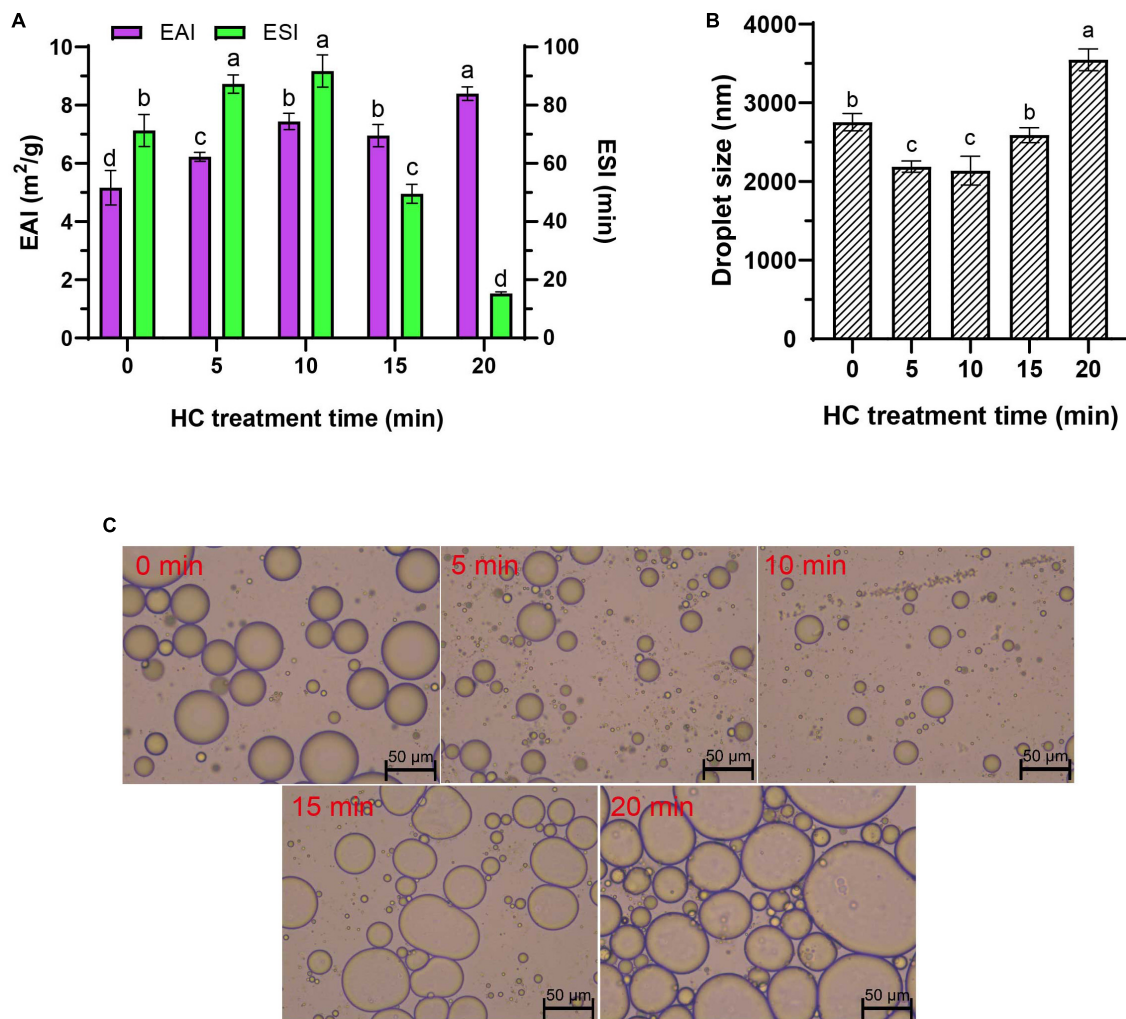 A
EAI ESI
10
8
6
4
2
0
EAI (m²/g)
100
80
60
40
20
0
ESI (min)
d b c a b a b c a d
0 5 10 15 20
HC treatment time (min)
B
4000
3000
2000
1000
0
Droplet size (nm)
b c c b a
0 5 10 15 20
HC treatment time (min)
C
0 min 5 min 10 min
50 µm 50 µm 50 µm
15 min 20 min
50 µm 50 µm